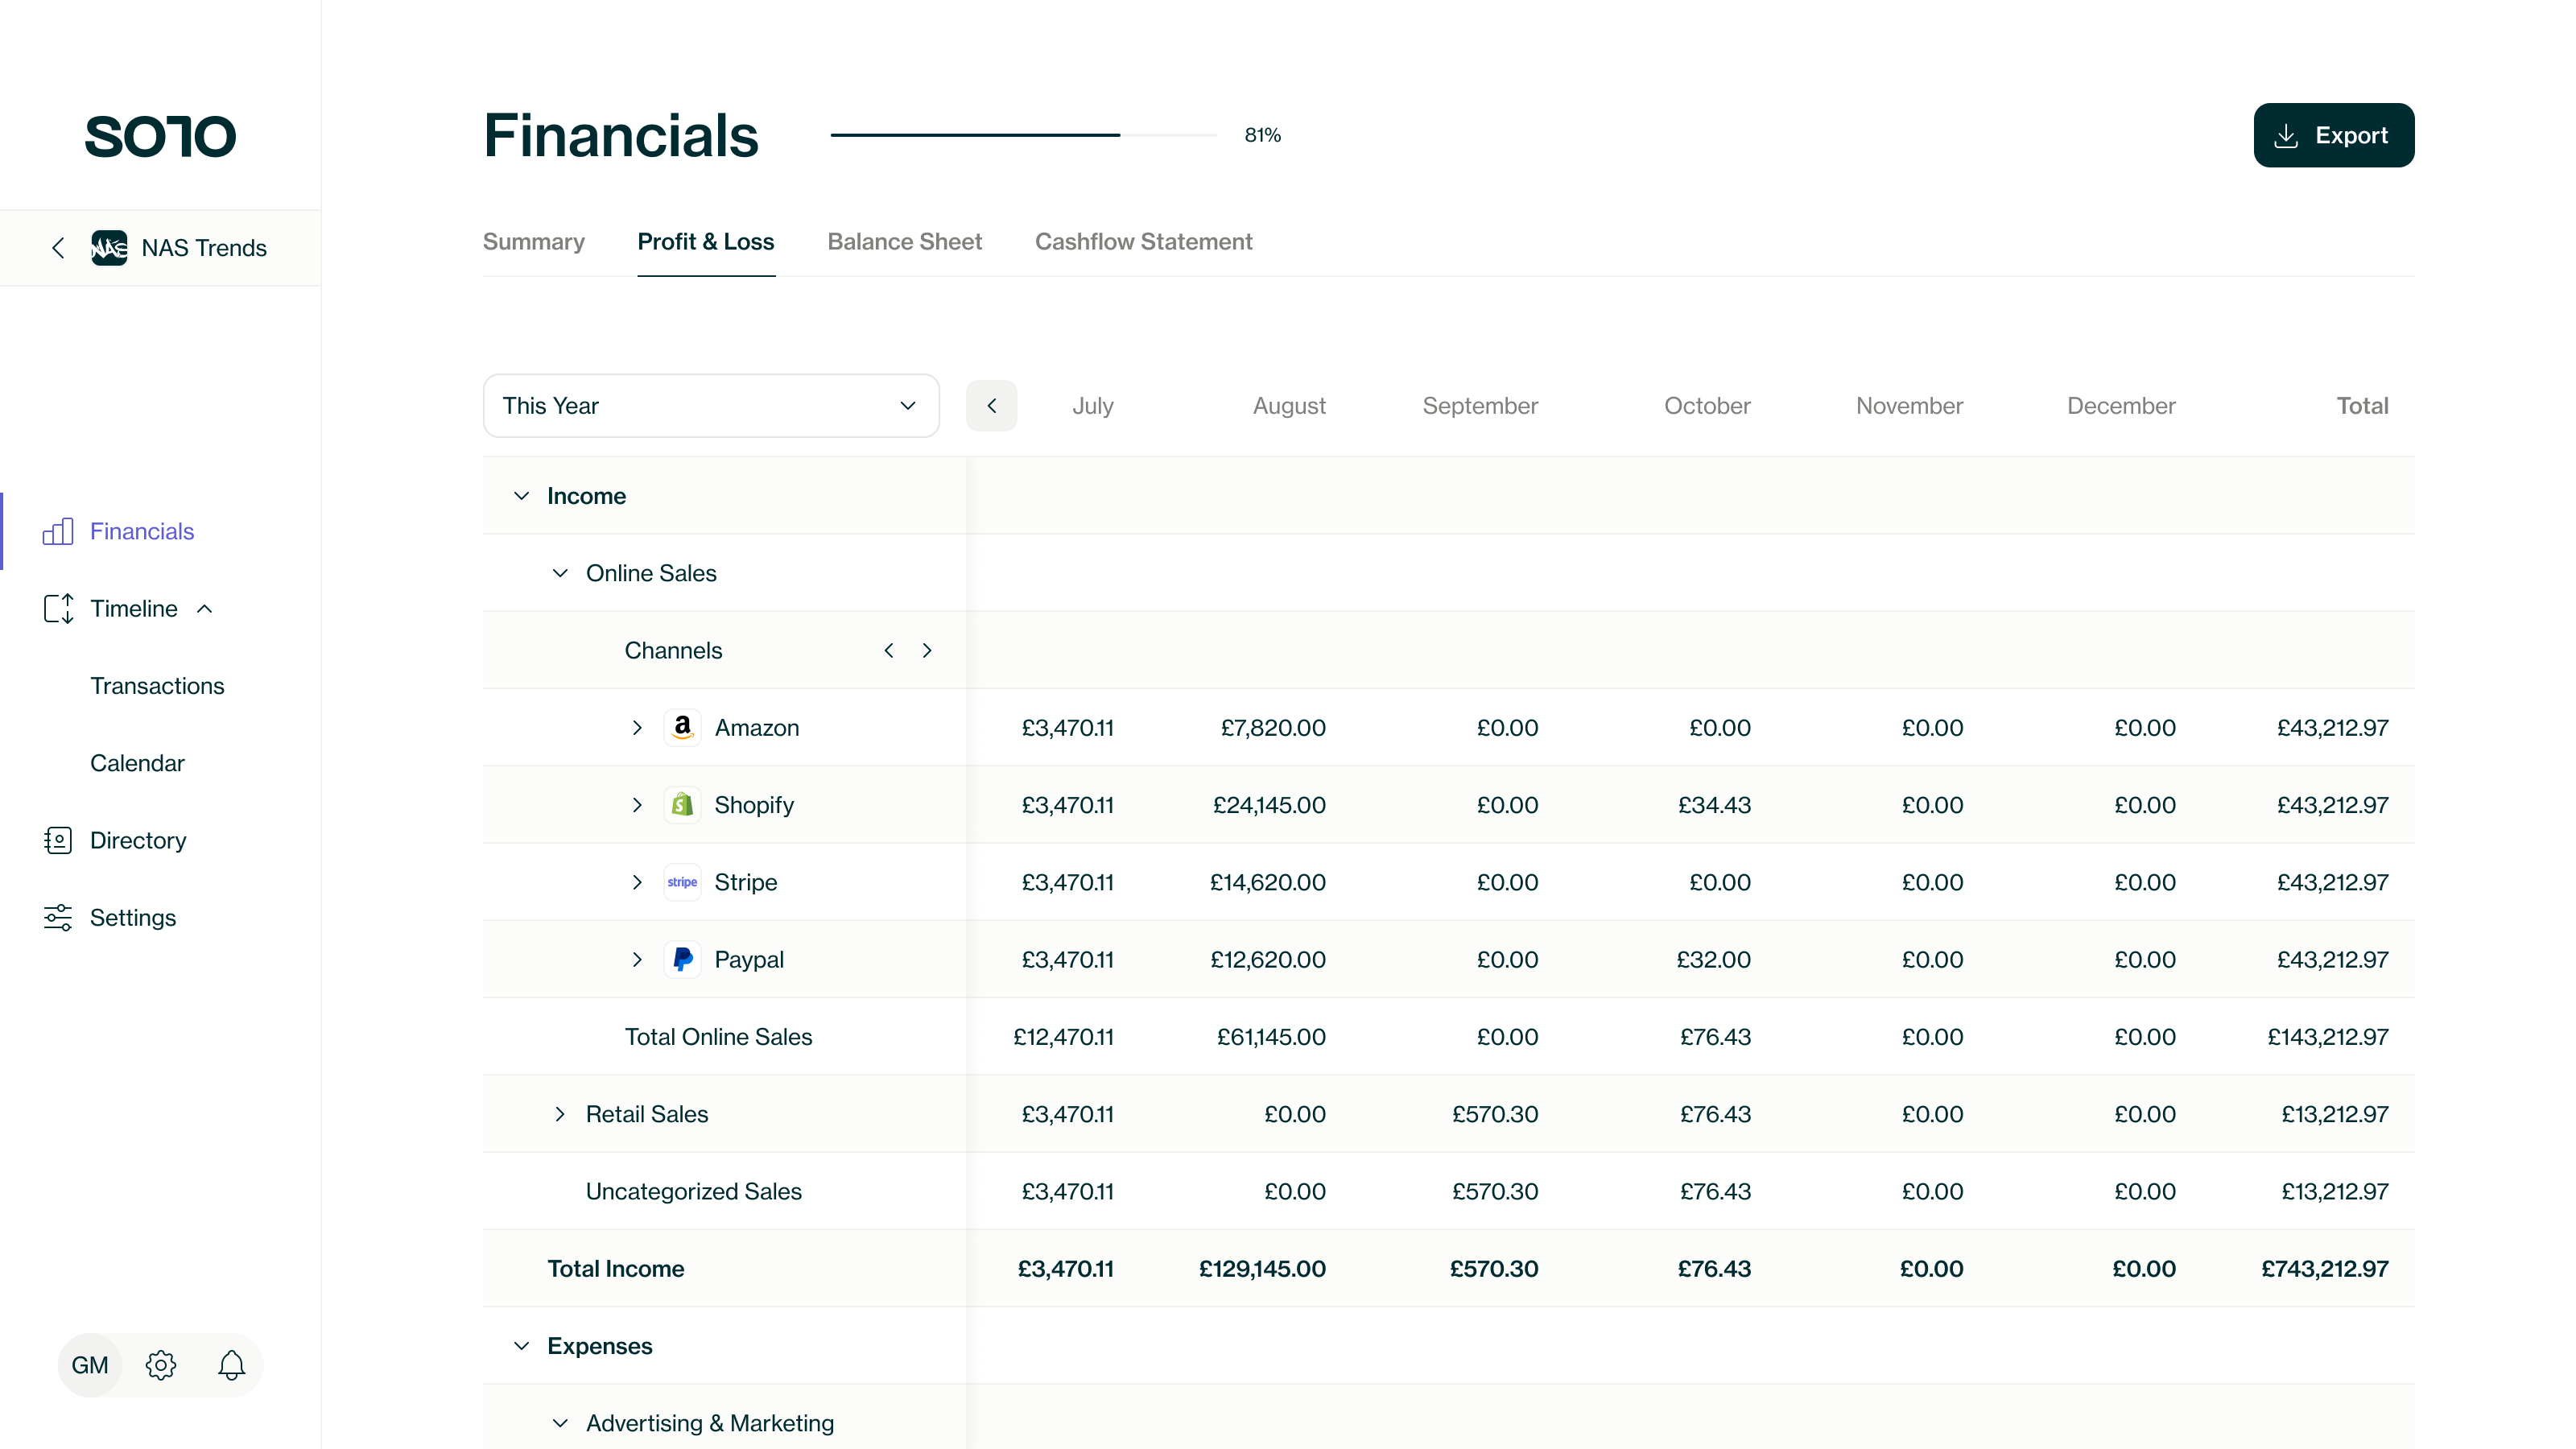 SOLO
NAS NAS Trends
Financials
Timeline
Transactions
Calendar
Directory
Settings
GM
Financials 81% Export
Summary Profit & Loss Balance Sheet Cashflow Statement
This Year July August September October November December Total
Income
Online Sales
Channels
a Amazon £3,470.11 £7,820.00 £0.00 £0.00 £0.00 £0.00 £43,212.97
S Shopify £3,470.11 £24,145.00 £0.00 £34.43 £0.00 £0.00 £43,212.97
stripe Stripe £3,470.11 £14,620.00 £0.00 £0.00 £0.00 £0.00 £43,212.97
Paypal £3,470.11 £12,620.00 £0.00 £32.00 £0.00 £0.00 £43,212.97
Total Online Sales £12,470.11 £61,145.00 £0.00 £76.43 £0.00 £0.00 £143,212.97
Retail Sales £3,470.11 £0.00 £570.30 £76.43 £0.00 £0.00 £13,212.97
Uncategorized Sales £3,470.11 £0.00 £570.30 £76.43 £0.00 £0.00 £13,212.97
Total Income £3,470.11 £129,145.00 £570.30 £76.43 £0.00 £0.00 £743,212.97
Expenses
Advertising & Marketing